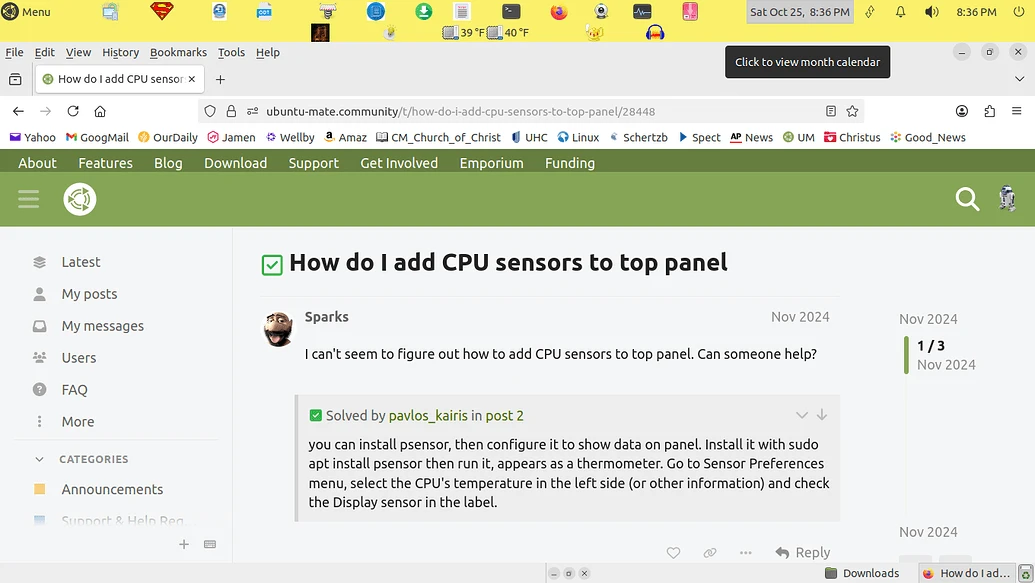 Menu
Sat Oct 25, 8:36 PM
8:36 PM
39 °F 40 °F
File Edit View History Bookmarks Tools Help
Click to view month calendar
How do I add CPU sensor
ubuntu-mate.community/t/how-do-i-add-cpu-sensors-to-top-panel/28448
Yahoo GoogMail OurDaily Jamen Wellby Amaz CM_Church_of_Christ UHC Linux Schertzb Spect AP News UM Christus Good_News
About Features Blog Download Support Get Involved Emporium Funding
How do I add CPU sensors to top panel
Latest
My posts
My messages
Users
FAQ
More
CATEGORIES
Announcements
Support & Help Req
Sparks
Nov 2024
I can't seem to figure out how to add CPU sensors to top panel. Can someone help?
Solved by pavlos_kairis in post 2
you can install psensor, then configure it to show data on panel. Install it with sudo
apt install psensor then run it, appears as a thermometer. Go to Sensor Preferences
menu, select the CPU's temperature in the left side (or other information) and check
the Display sensor in the label.
Reply
Nov 2024
1 / 3
Nov 2024
Nov 2024
Downloads
How do I ad...